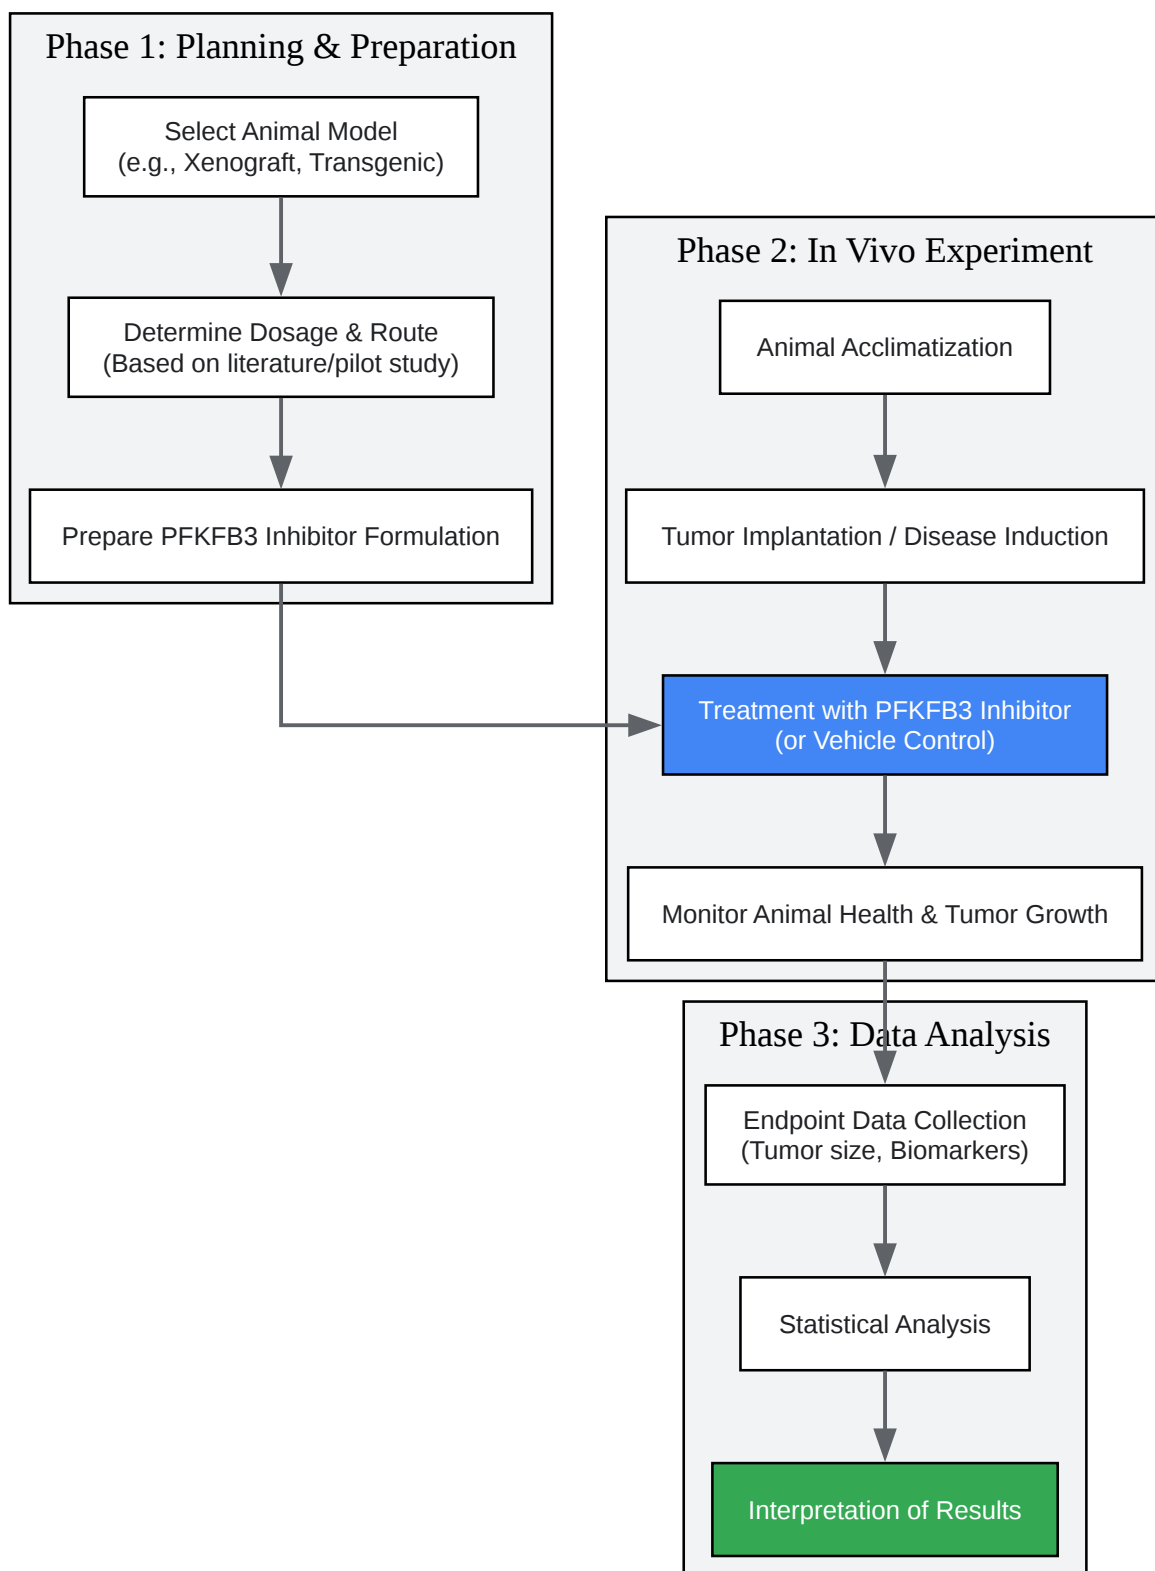 Phase 1: Planning & Preparation
Select Animal Model
(e.g., Xenograft, Transgenic)
Determine Dosage & Route
(Based on literature/pilot study)
Prepare PFKFB3 Inhibitor Formulation
Phase 2: In Vivo Experiment
Animal Acclimatization
Tumor Implantation / Disease Induction
Treatment with PFKFB3 Inhibitor
(or Vehicle Control)
Monitor Animal Health & Tumor Growth
Phase 3: Data Analysis
Endpoint Data Collection
(Tumor size, Biomarkers)
Statistical Analysis
Interpretation of Results